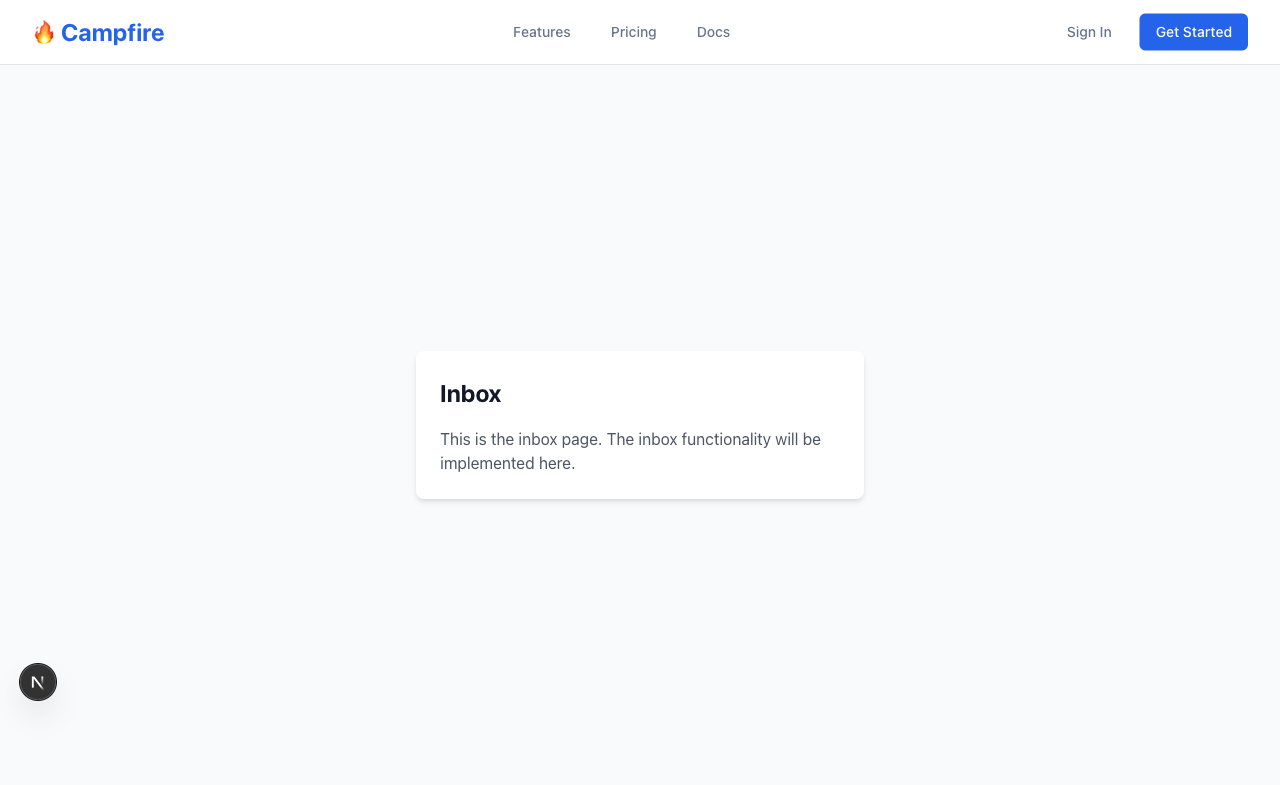 🔥 Campfire
Features
Pricing
Docs
Sign In
Get Started
Inbox
This is the inbox page. The inbox functionality will be
implemented here.
N